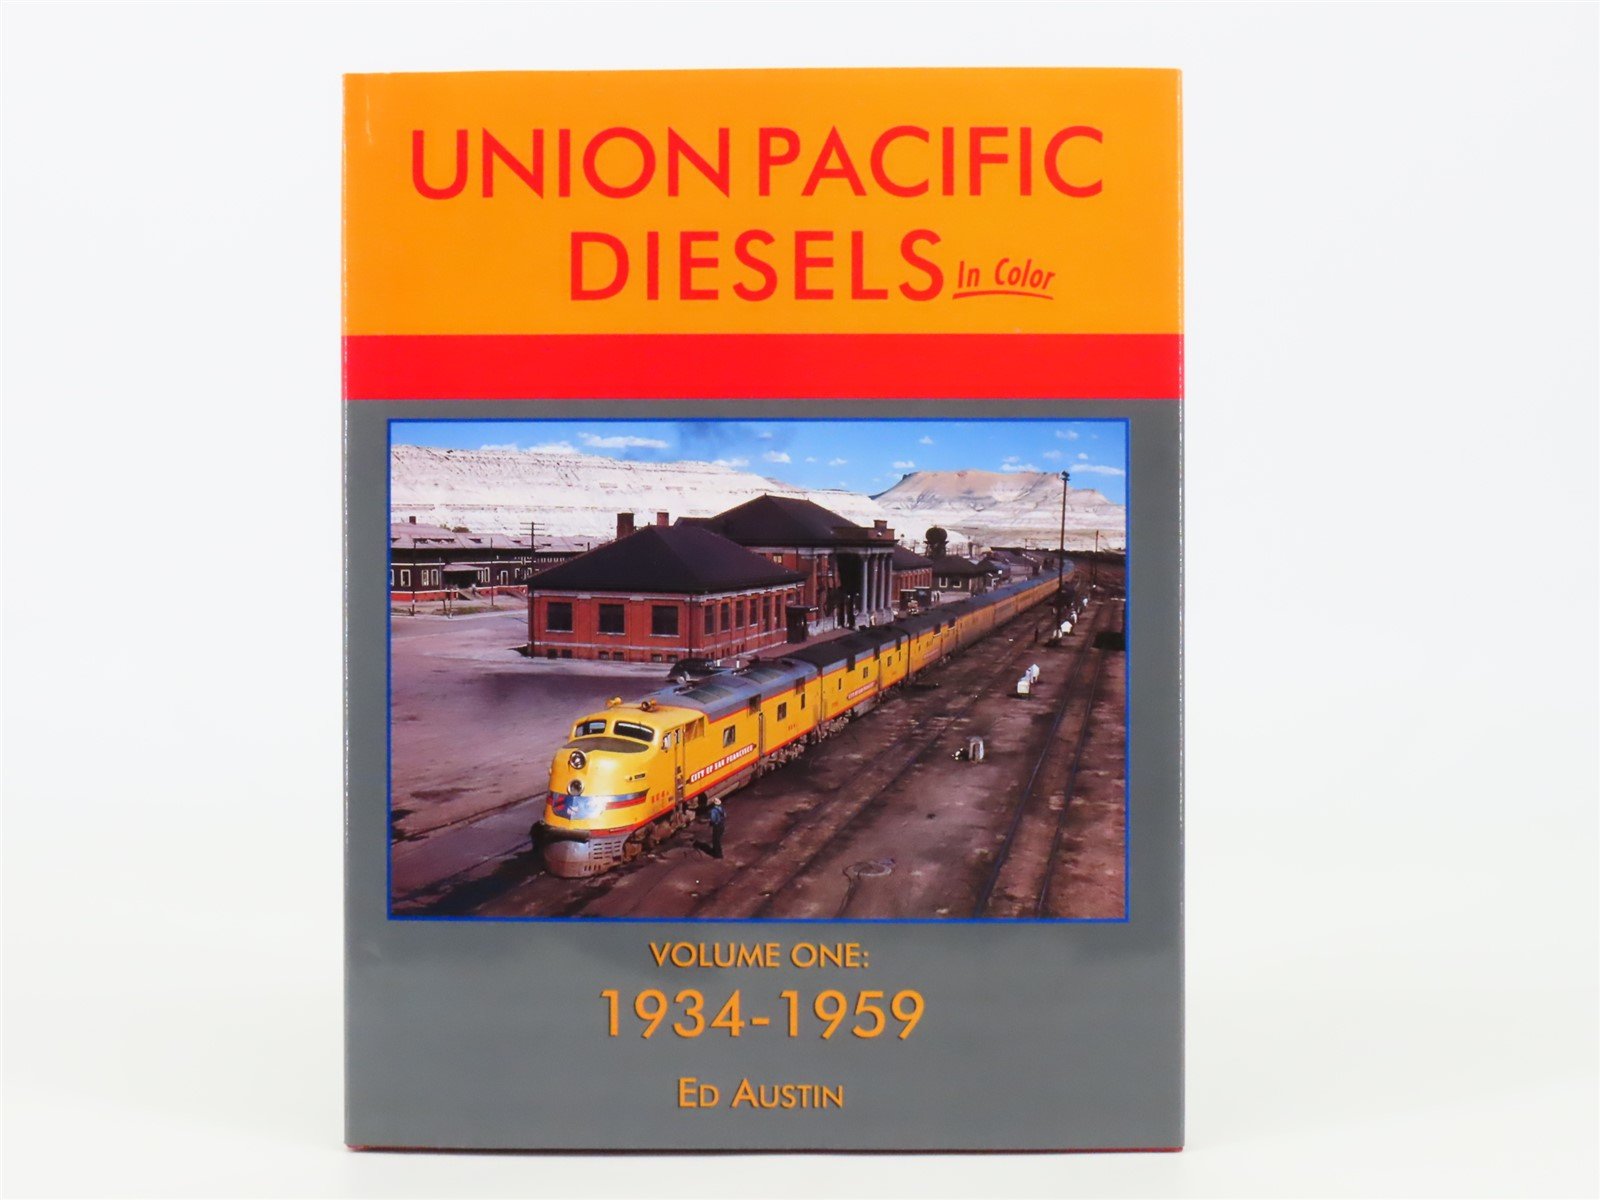 UNION PACIFIC
DIESELS In Color
CITY OF SAN FRANCISCO
VOLUME ONE:
1934-1959
ED AUSTIN